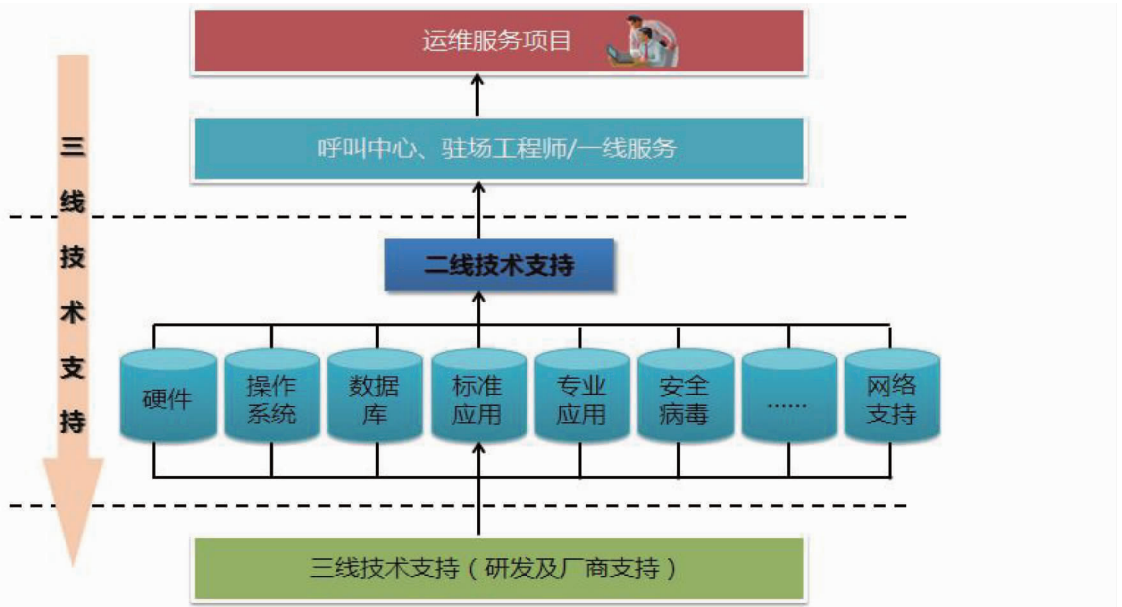 运维服务项目
呼叫中心、驻场工程师/一线服务
三线技术支持
二线技术支持
硬件
操作
系统
数据
库
标准
应用
专业
应用
安全
病毒
......
网络
支持
三线技术支持（研发及厂商支持）